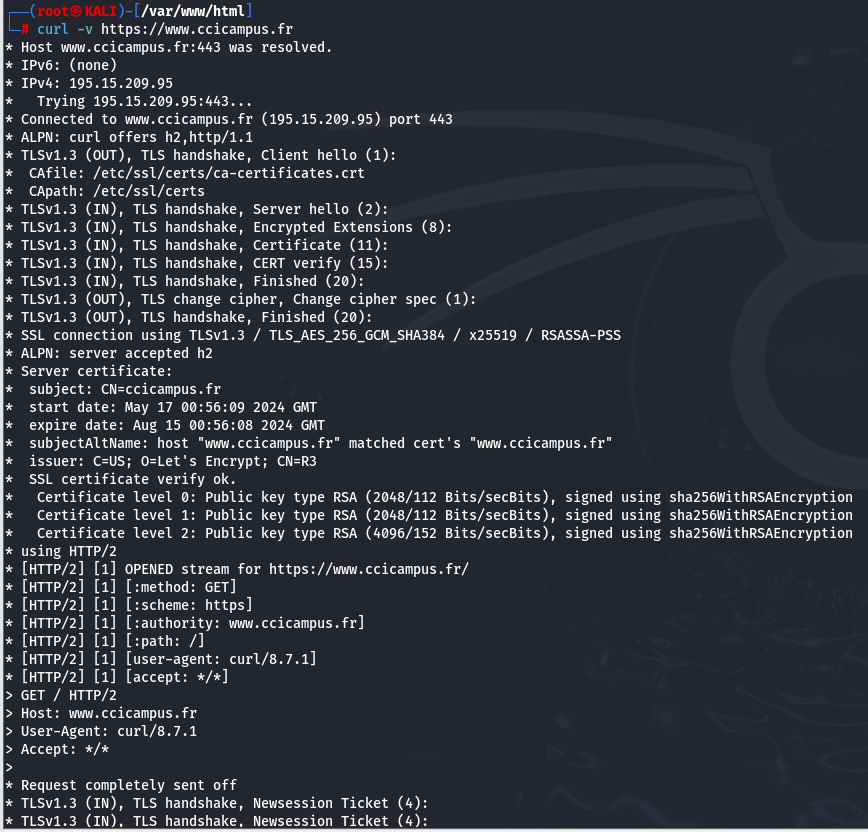 ┌──(root㉿KALI)-[/var/www/html]
└─# curl -v https://www.ccicampus.fr
* Host www.ccicampus.fr:443 was resolved.
* IPv6: (none)
* IPv4: 195.15.209.95
*   Trying 195.15.209.95:443...
* Connected to www.ccicampus.fr (195.15.209.95) port 443
* ALPN: curl offers h2,http/1.1
* TLSv1.3 (OUT), TLS handshake, Client hello (1):
*  CAfile: /etc/ssl/certs/ca-certificates.crt
*  CApath: /etc/ssl/certs
* TLSv1.3 (IN), TLS handshake, Server hello (2):
* TLSv1.3 (IN), TLS handshake, Encrypted Extensions (8):
* TLSv1.3 (IN), TLS handshake, Certificate (11):
* TLSv1.3 (IN), TLS handshake, CERT verify (15):
* TLSv1.3 (IN), TLS handshake, Finished (20):
* TLSv1.3 (OUT), TLS change cipher, Change cipher spec (1):
* TLSv1.3 (OUT), TLS handshake, Finished (20):
* SSL connection using TLSv1.3 / TLS_AES_256_GCM_SHA384 / x25519 / RSASSA-PSS
* ALPN: server accepted h2
* Server certificate:
*  subject: CN=ccicampus.fr
*  start date: May 17 00:56:09 2024 GMT
*  expire date: Aug 15 00:56:08 2024 GMT
*  subjectAltName: host "www.ccicampus.fr" matched cert's "www.ccicampus.fr"
*  issuer: C=US; O=Let's Encrypt; CN=R3
*  SSL certificate verify ok.
*   Certificate level 0: Public key type RSA (2048/112 Bits/secBits), signed using sha256WithRSAEncryption
*   Certificate level 1: Public key type RSA (2048/112 Bits/secBits), signed using sha256WithRSAEncryption
*   Certificate level 2: Public key type RSA (4096/152 Bits/secBits), signed using sha256WithRSAEncryption
* using HTTP/2
* [HTTP/2] [1] OPENED stream for https://www.ccicampus.fr/
* [HTTP/2] [1] [:method: GET]
* [HTTP/2] [1] [:scheme: https]
* [HTTP/2] [1] [:authority: www.ccicampus.fr]
* [HTTP/2] [1] [:path: /]
* [HTTP/2] [1] [user-agent: curl/8.7.1]
* [HTTP/2] [1] [accept: */*]
> GET / HTTP/2
> Host: www.ccicampus.fr
> User-Agent: curl/8.7.1
> Accept: */*
>
* Request completely sent off
* TLSv1.3 (IN), TLS handshake, Newsession Ticket (4):
* TLSv1.3 (IN), TLS handshake, Newsession Ticket (4):